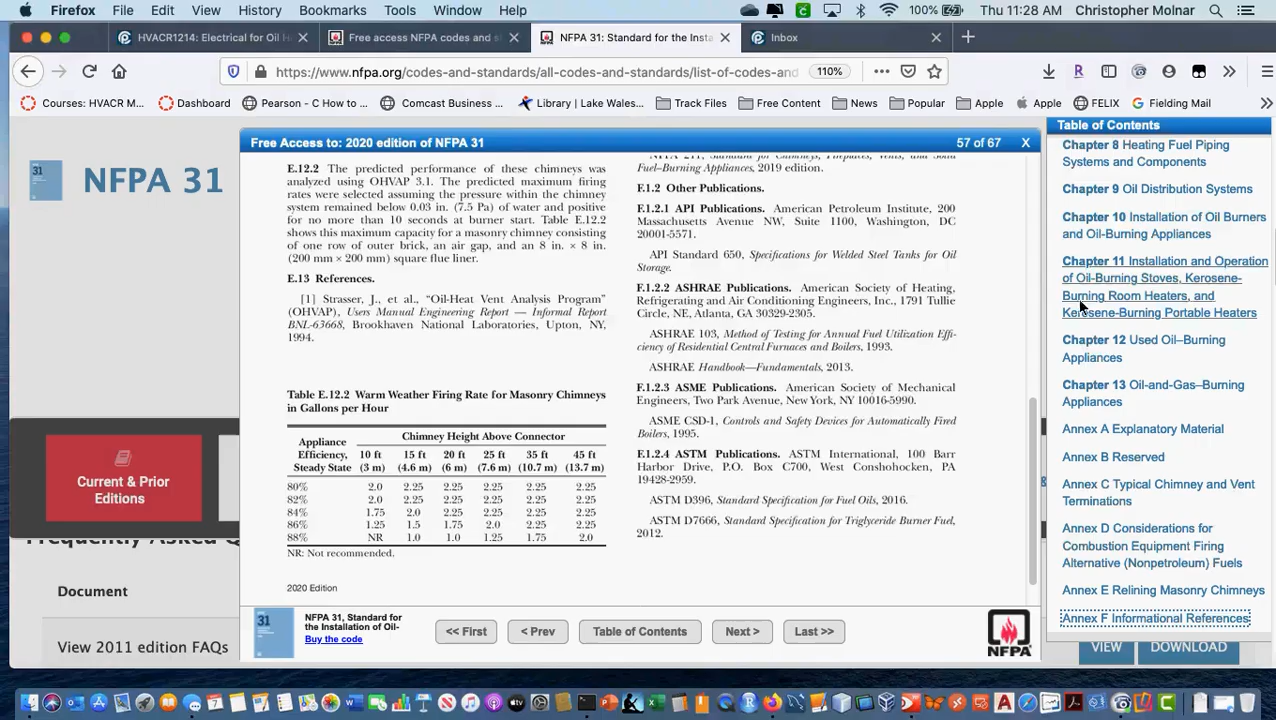 Firefox File Edit View History Bookmarks Tools Window Help 100% Thu 11:28 AM Christopher Molnar
HVACR1214: Electrical for Oil H
Free access NFPA codes and s
NFPA 31: Standard for the Insta
Inbox
https://www.nfpa.org/codes-and-standards/all-codes-and-standards/list-of-codes-and
110%
Courses: HVACR M... Dashboard Pearson - C How to ... Comcast Business ... Library | Lake Wales... Track Files Free Content News Popular Apple Apple FELIX Fielding Mail
NFPA 31
Current & Prior
Editions
Document
View 2011 edition FAQs
Free Access to: 2020 edition of NFPA 31
57 of 67
X
E.12.2 The predicted performance of these chimneys was
analyzed using OHVAP 3.1. The predicted maximum firing
rates were selected assuming the pressure within the chimney
system remained below 0.03 in. (7.5 Pa) of water and positive
for no more than 10 seconds at burner start. Table E.12.2
shows this maximum capacity for a masonry chimney consisting
of one row of outer brick, an air gap, and an 8 in. × 8 in.
(200 mm × 200 mm) square flue liner.
E.13 References.
[1] Strasser, J., et al., “Oil-Heat Vent Analysis Program”
(OHVAP), Users Manual Engineering Report — Informal Report
BNL-63668, Brookhaven National Laboratories, Upton, NY,
1994.
Table E.12.2 Warm Weather Firing Rate for Masonry Chimneys
in Gallons per Hour
Appliance
Efficiency,
Steady State
Chimney Height Above Connector
10 ft 15 ft 20 ft 25 ft 35 ft 45 ft
(3 m) (4.6 m) (6 m) (7.6 m) (10.7 m) (13.7 m)
80% 2.0 2.25 2.25 2.25 2.25 2.25
82% 2.0 2.25 2.25 2.25 2.25 2.25
84% 1.75 2.0 2.25 2.25 2.25 2.25
86% 1.25 1.5 1.75 2.0 2.25 2.25
88% NR 1.0 1.0 1.25 1.75 2.0
NR: Not recommended.
2020 Edition
Fuel–Burning Appliances, 2019 edition.
F.1.2 Other Publications.
F.1.2.1 API Publications. American Petroleum Institute, 200
Massachusetts Avenue NW, Suite 1100, Washington, DC
20001-5571.
API Standard 650, Specifications for Welded Steel Tanks for Oil
Storage.
F.1.2.2 ASHRAE Publications. American Society of Heating,
Refrigerating and Air Conditioning Engineers, Inc., 1791 Tullie
Circle, NE, Atlanta, GA 30329-2305.
ASHRAE 103, Method of Testing for Annual Fuel Utilization Effi-
ciency of Residential Central Furnaces and Boilers, 1993.
ASHRAE Handbook—Fundamentals, 2013.
F.1.2.3 ASME Publications. American Society of Mechanical
Engineers, Two Park Avenue, New York, NY 10016-5990.
ASME CSD-1, Controls and Safety Devices for Automatically Fired
Boilers, 1995.
F.1.2.4 ASTM Publications. ASTM International, 100 Barr
Harbor Drive, P.O. Box C700, West Conshohocken, PA
19428-2959.
ASTM D396, Standard Specification for Fuel Oils, 2016.
ASTM D7666, Standard Specification for Triglyceride Burner Fuel,
2012.
31
NFPA 31, Standard for
the Installation of Oil-
Buy the code
<< First
< Prev
Table of Contents
Next >
Last >>
NFPA
Table of Contents
Chapter 8 Heating Fuel Piping
Systems and Components
Chapter 9 Oil Distribution Systems
Chapter 10 Installation of Oil Burners
and Oil-Burning Appliances
Chapter 11 Installation and Operation
of Oil-Burning Stoves, Kerosene-
Burning Room Heaters, and
Kerosene-Burning Portable Heaters
Chapter 12 Used Oil–Burning
Appliances
Chapter 13 Oil-and-Gas–Burning
Appliances
Annex A Explanatory Material
Annex B Reserved
Annex C Typical Chimney and Vent
Terminations
Annex D Considerations for
Combustion Equipment Firing
Alternative (Nonpetroleum) Fuels
Annex E Relining Masonry Chimneys
Annex F Informational References
VIEW
DOWNLOAD